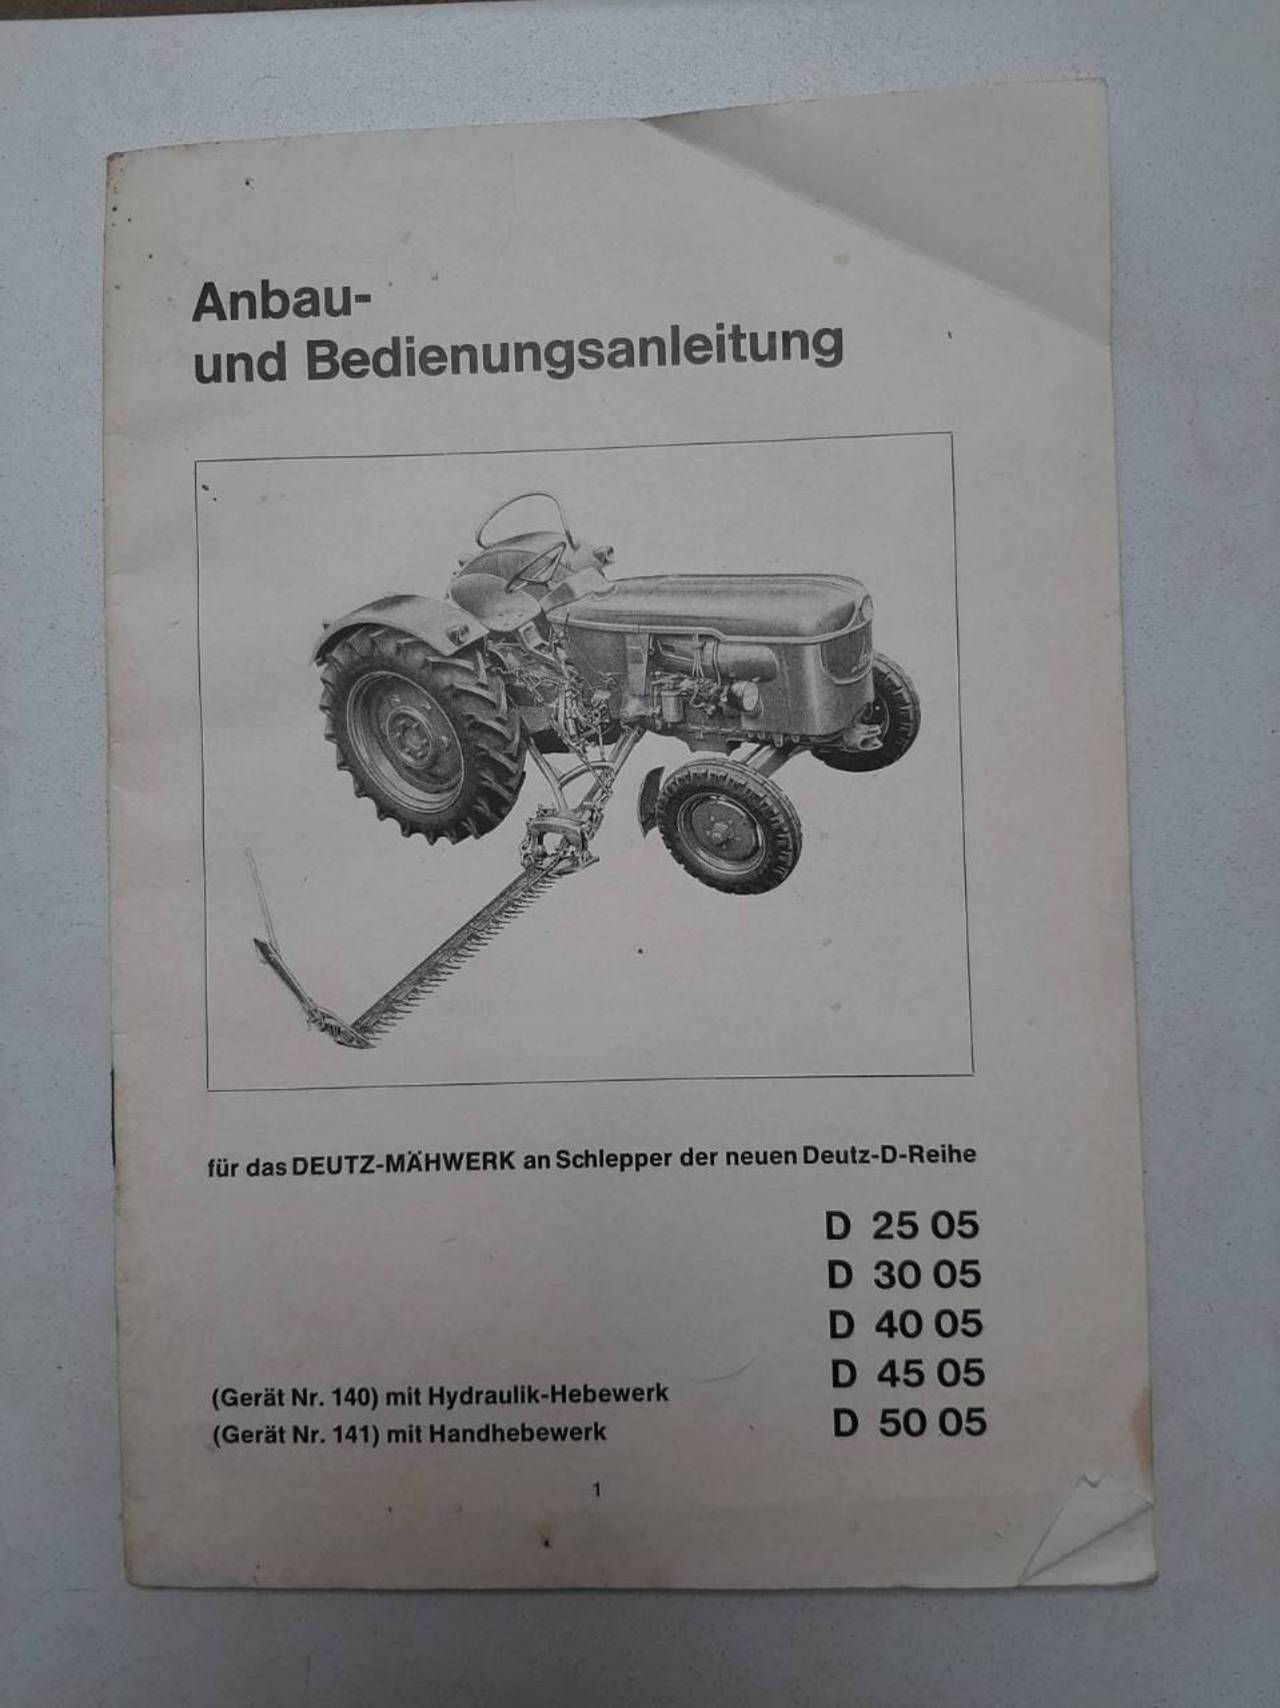 Anbau-
und Bedienungsanleitung
für das DEUTZ-MÄHWERK an Schlepper der neuen Deutz-D-Reihe
D 25 05
D 30 05
D 40 05
D 45 05
D 50 05
(Gerät Nr. 140) mit Hydraulik-Hebewerk
(Gerät Nr. 141) mit Handhebewerk
1